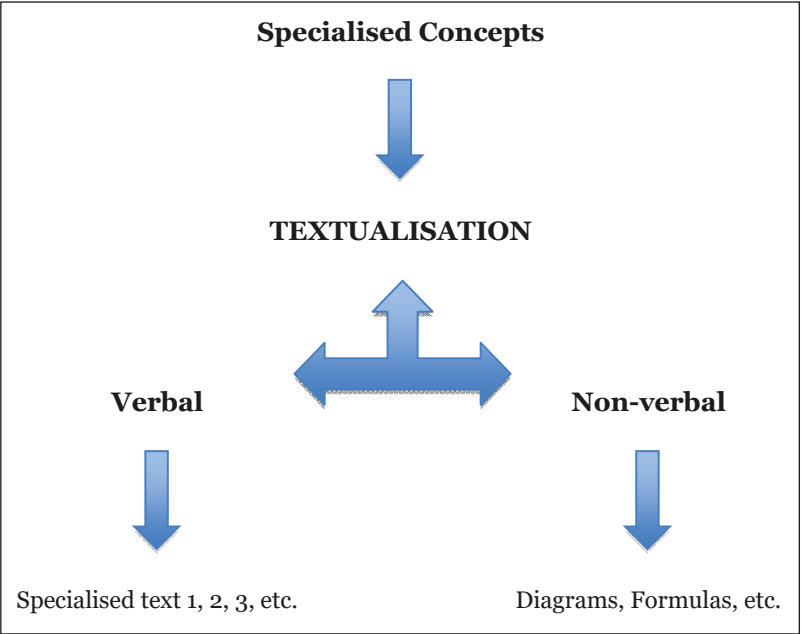 Specialised Concepts
TEXTUALISATION
Verbal
Non-verbal
Specialised text 1, 2, 3, etc.
Diagrams, Formulas, etc.